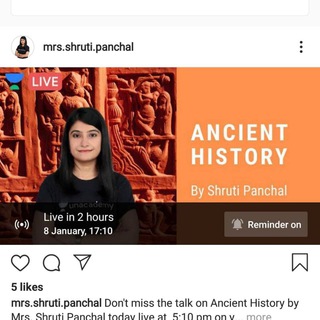 mrs.shruti.panchal
LIVE
ANCIENT
HISTORY
By Shruti Panchal
unacademy
Live in 2 hours
8 January, 17:10
Reminder on
5 likes
mrs.shruti.panchal Don't miss the talk on Ancient History by
Mrs. Shruti Panchal today live at 5:10 pm on y... more